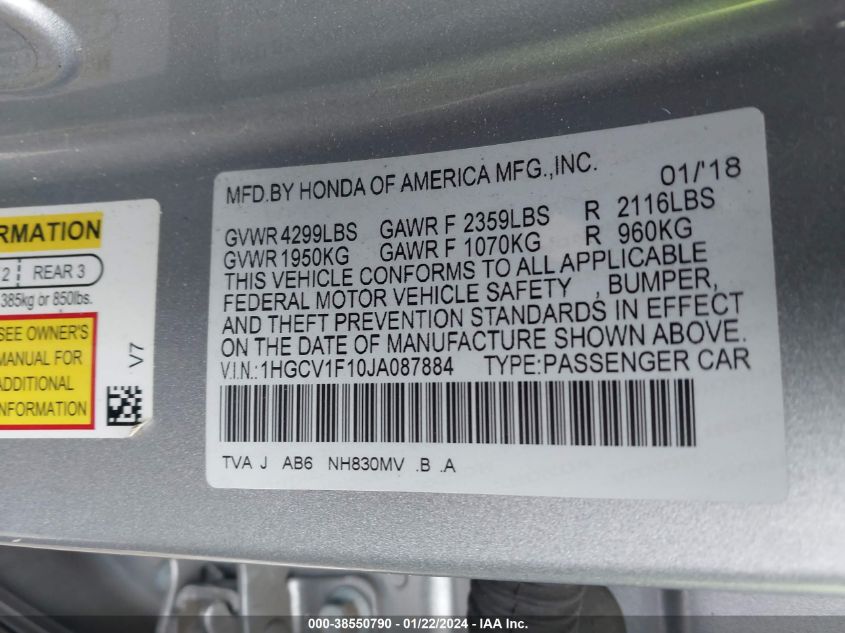 MFD.BY HONDA OF AMERICA MFG.,INC. 01/'18
GVWR 4299LBS GAWR F 2359LBS R 2116LBS
GVWR 1950KG GAWR F 1070KG R 960KG
THIS VEHICLE CONFORMS TO ALL APPLICABLE
FEDERAL MOTOR VEHICLE SAFETY , BUMPER,
AND THEFT PREVENTION STANDARDS IN EFFECT
ON THE DATE OF MANUFACTURE SHOWN ABOVE.
V.I.N.:1HGCV1F10JA087884 TYPE:PASSENGER CAR
TVA J AB6 NH830MV .B .A
RMATION
2 REAR 3
385kg or 850lbs.
SEE OWNER'S
MANUAL FOR
ADDITIONAL
NFORMATION
V7
000-38550790 - 01/22/2024 - IAA Inc.